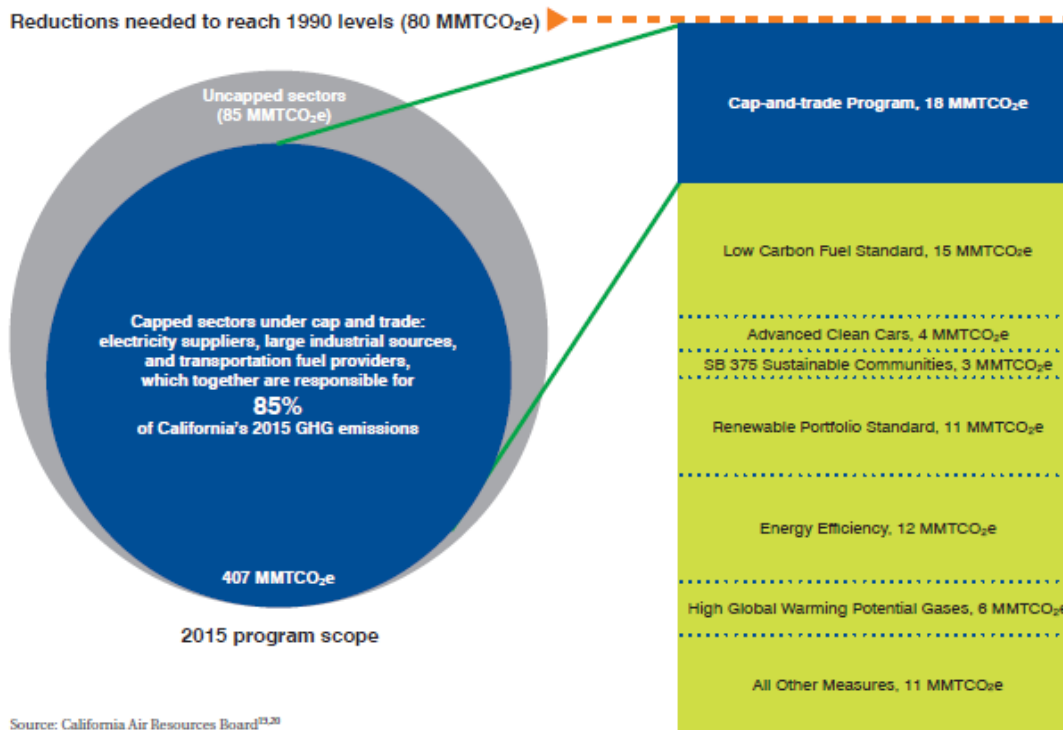 Reductions needed to reach 1990 levels (80 MMTCO₂e)
Uncapped sectors
(85 MMTCO₂e)
Capped sectors under cap and trade:
electricity suppliers, large industrial sources,
and transportation fuel providers,
which together are responsible for
85%
of California's 2015 GHG emissions
407 MMTCO₂e
2015 program scope
Cap-and-trade Program, 18 MMTCO₂e
Low Carbon Fuel Standard, 15 MMTCO₂e
Advanced Clean Cars, 4 MMTCO₂e
SB 375 Sustainable Communities, 3 MMTCO₂e
Renewable Portfolio Standard, 11 MMTCO₂e
Energy Efficiency, 12 MMTCO₂e
High Global Warming Potential Gases, 6 MMTCO₂e
All Other Measures, 11 MMTCO₂e
Source: California Air Resources Board¹⁹,²⁰